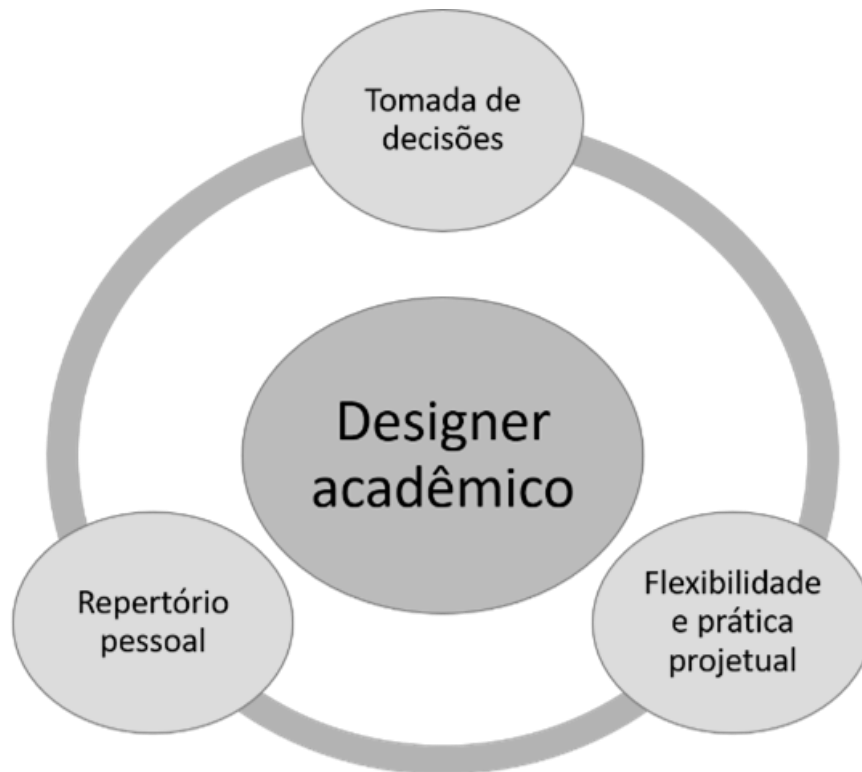 Tomada de
decisões
Designer
acadêmico
Repertório
pessoal
Flexibilidade
e prática
projetual